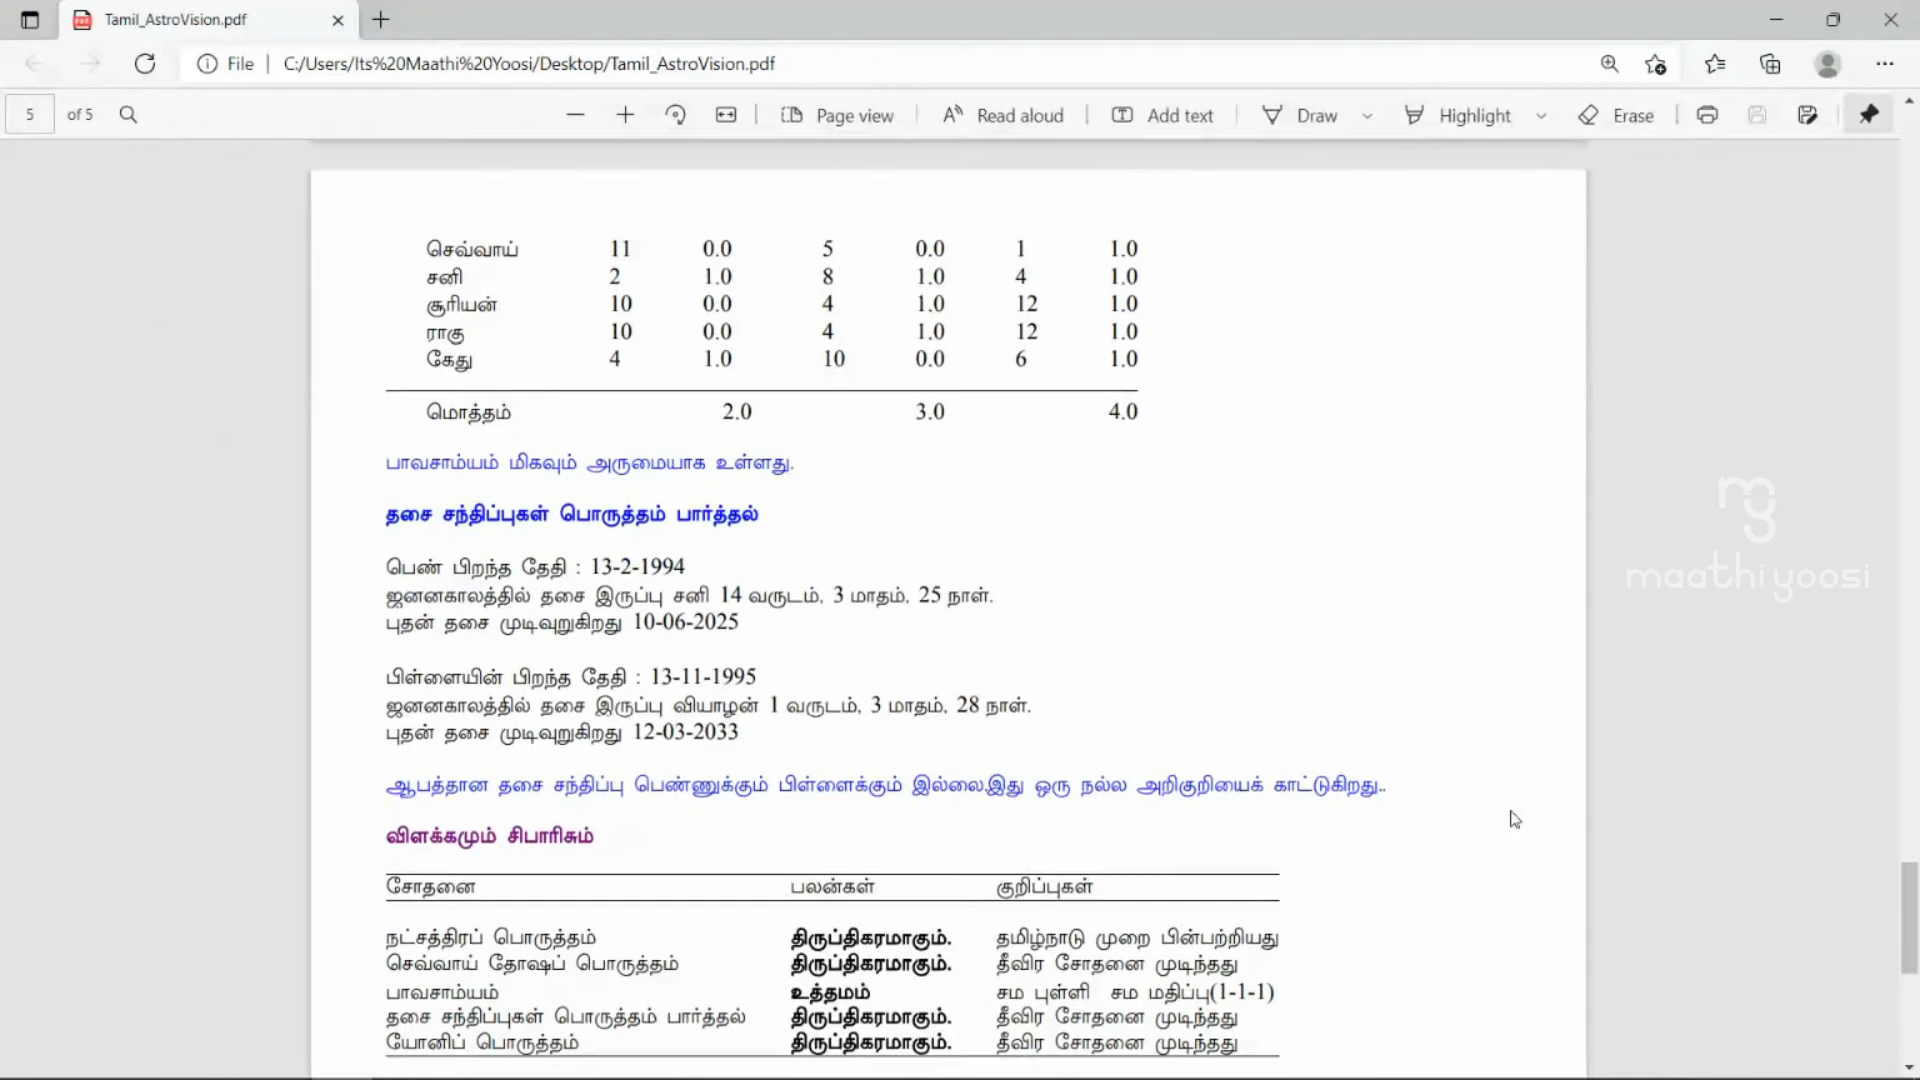 Tamil_AstroVision.pdf
File | C:/Users/Its%20Maathi%20Yoosi/Desktop/Tamil_AstroVision.pdf
5 of 5 Page view Read aloud Add text Draw Highlight Erase
செவ்வாய் 11 0.0 5 0.0 1 1.0
சனி 2 1.0 8 1.0 4 1.0
சூரியன் 10 0.0 4 1.0 12 1.0
ராகு 10 0.0 4 1.0 12 1.0
கேது 4 1.0 10 0.0 6 1.0
மொத்தம் 2.0 3.0 4.0
பாவசாம்யம் மிகவும் அருமையாக உள்ளது.
தசை சந்திப்புகள் பொருத்தம் பார்த்தல்
பெண் பிறந்த தேதி : 13-2-1994
ஜனனகாலத்தில் தசை இருப்பு சனி 14 வருடம், 3 மாதம், 25 நாள்.
புதன் தசை முடிவுறுகிறது 10-06-2025
பிள்ளையின் பிறந்த தேதி : 13-11-1995
ஜனனகாலத்தில் தசை இருப்பு வியாழன் 1 வருடம், 3 மாதம், 28 நாள்.
புதன் தசை முடிவுறுகிறது 12-03-2033
ஆபத்தான தசை சந்திப்பு பெண்ணுக்கும் பிள்ளைக்கும் இல்லை.இது ஒரு நல்ல அறிகுறியைக் காட்டுகிறது..
விளக்கமும் சிபாரிசும்
சோதனை பலன்கள் குறிப்புகள்
நட்சத்திரப் பொருத்தம் திருப்திகரமாகும். தமிழ்நாடு முறை பின்பற்றியது
செவ்வாய் தோஷப் பொருத்தம் திருப்திகரமாகும். தீவிர சோதனை முடிந்தது
பாவசாம்யம் உத்தமம் சம புள்ளி சம மதிப்பு(1-1-1)
தசை சந்திப்புகள் பொருத்தம் பார்த்தல் திருப்திகரமாகும். தீவிர சோதனை முடிந்தது
யோனிப் பொருத்தம் திருப்திகரமாகும். தீவிர சோதனை முடிந்தது
maathi yoosi